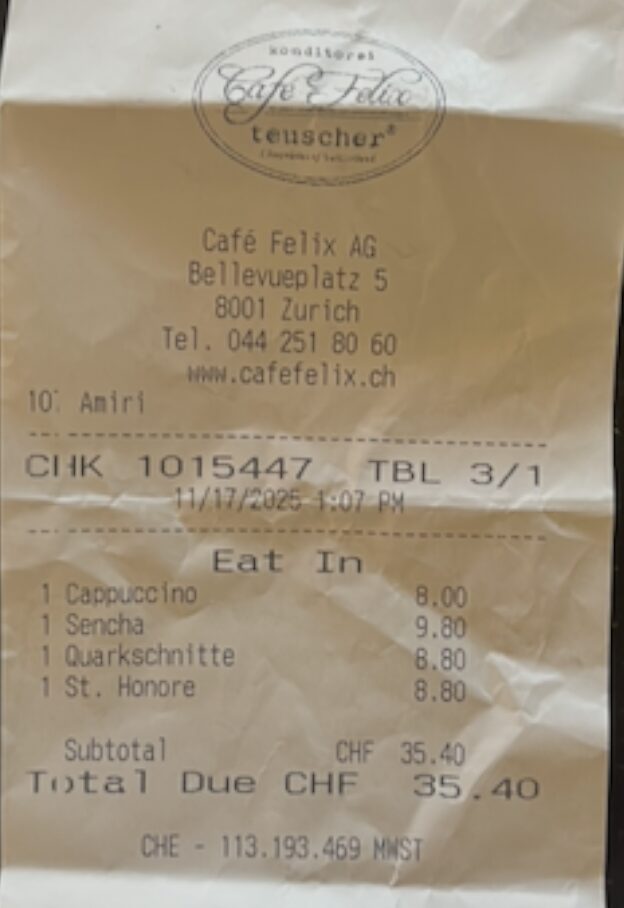 konditorei
Café Felix
teuscher®
Café Felix AG
Bellevueplatz 5
8001 Zurich
Tel. 044 251 80 60
www.cafefelix.ch
Amiri
CHK 1015447 TBL 3/1
11/17/2025 1:07 PM
Eat In
1 Cappuccino 8.00
1 Sencha 9.80
1 Quarkschnitte 8.80
1 St. Honore 8.80
Subtotal CHF 35.40
Total Due CHF 35.40
CHE - 113.193.469 MWST